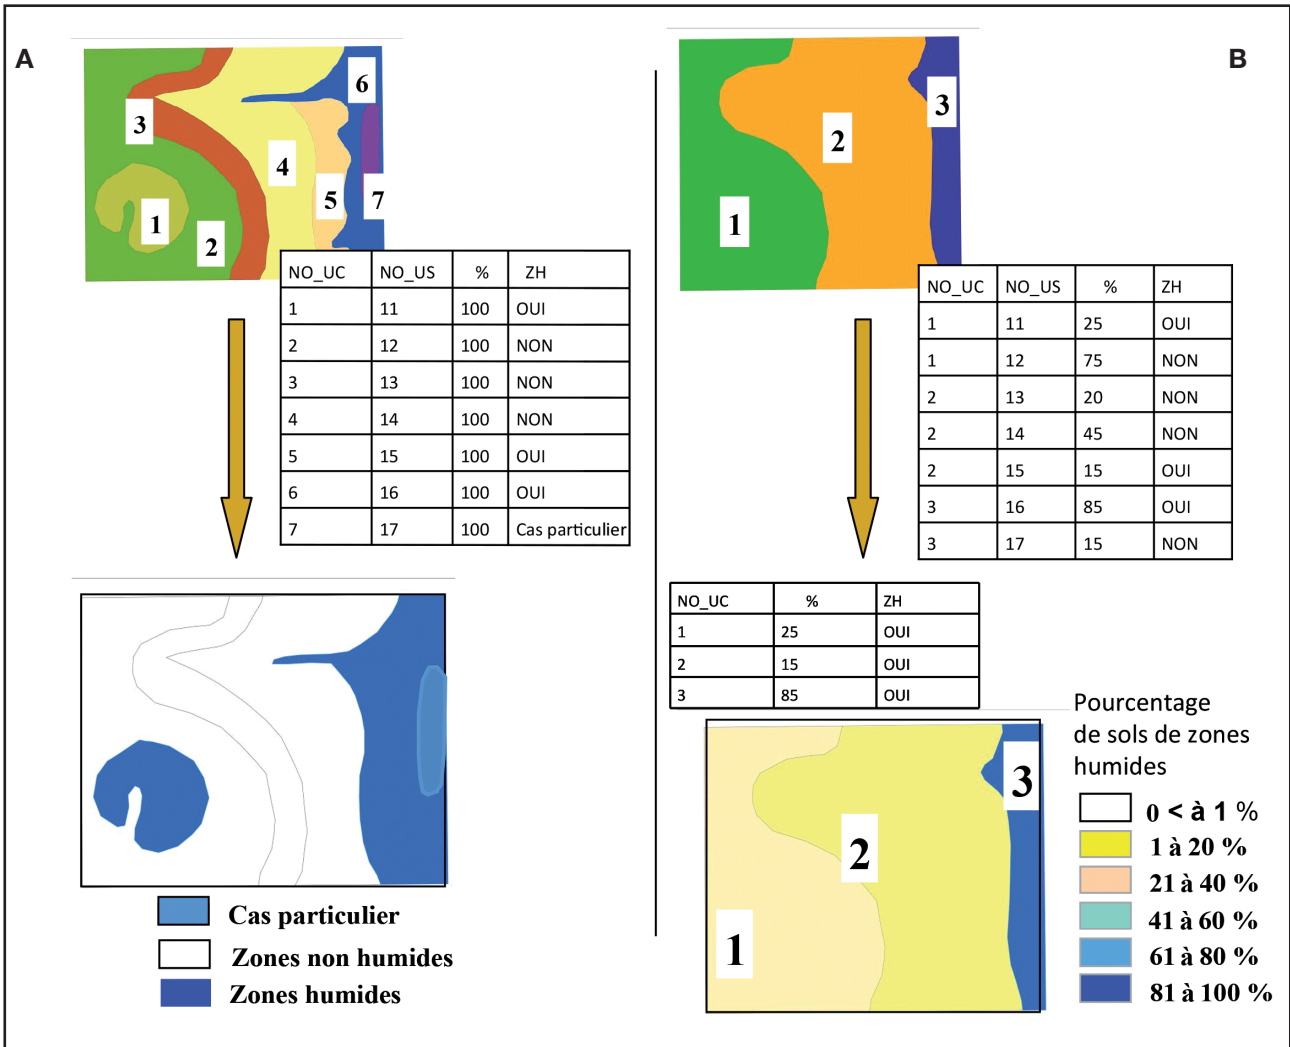 A
3
6
4
5
7
1
2
NO_UC NO_US % ZH
1 11 100 OUI
2 12 100 NON
3 13 100 NON
4 14 100 NON
5 15 100 OUI
6 16 100 OUI
7 17 100 Cas particulier
Cas particulier
Zones non humides
Zones humides
B
3
2
1
NO_UC NO_US % ZH
1 11 25 OUI
1 12 75 NON
2 13 20 NON
2 14 45 NON
2 15 15 OUI
3 16 85 OUI
3 17 15 NON
NO_UC % ZH
1 25 OUI
2 15 OUI
3 85 OUI
3
2
1
Pourcentage
de sols de zones
humides
0 < à 1 %
1 à 20 %
21 à 40 %
41 à 60 %
61 à 80 %
81 à 100 %